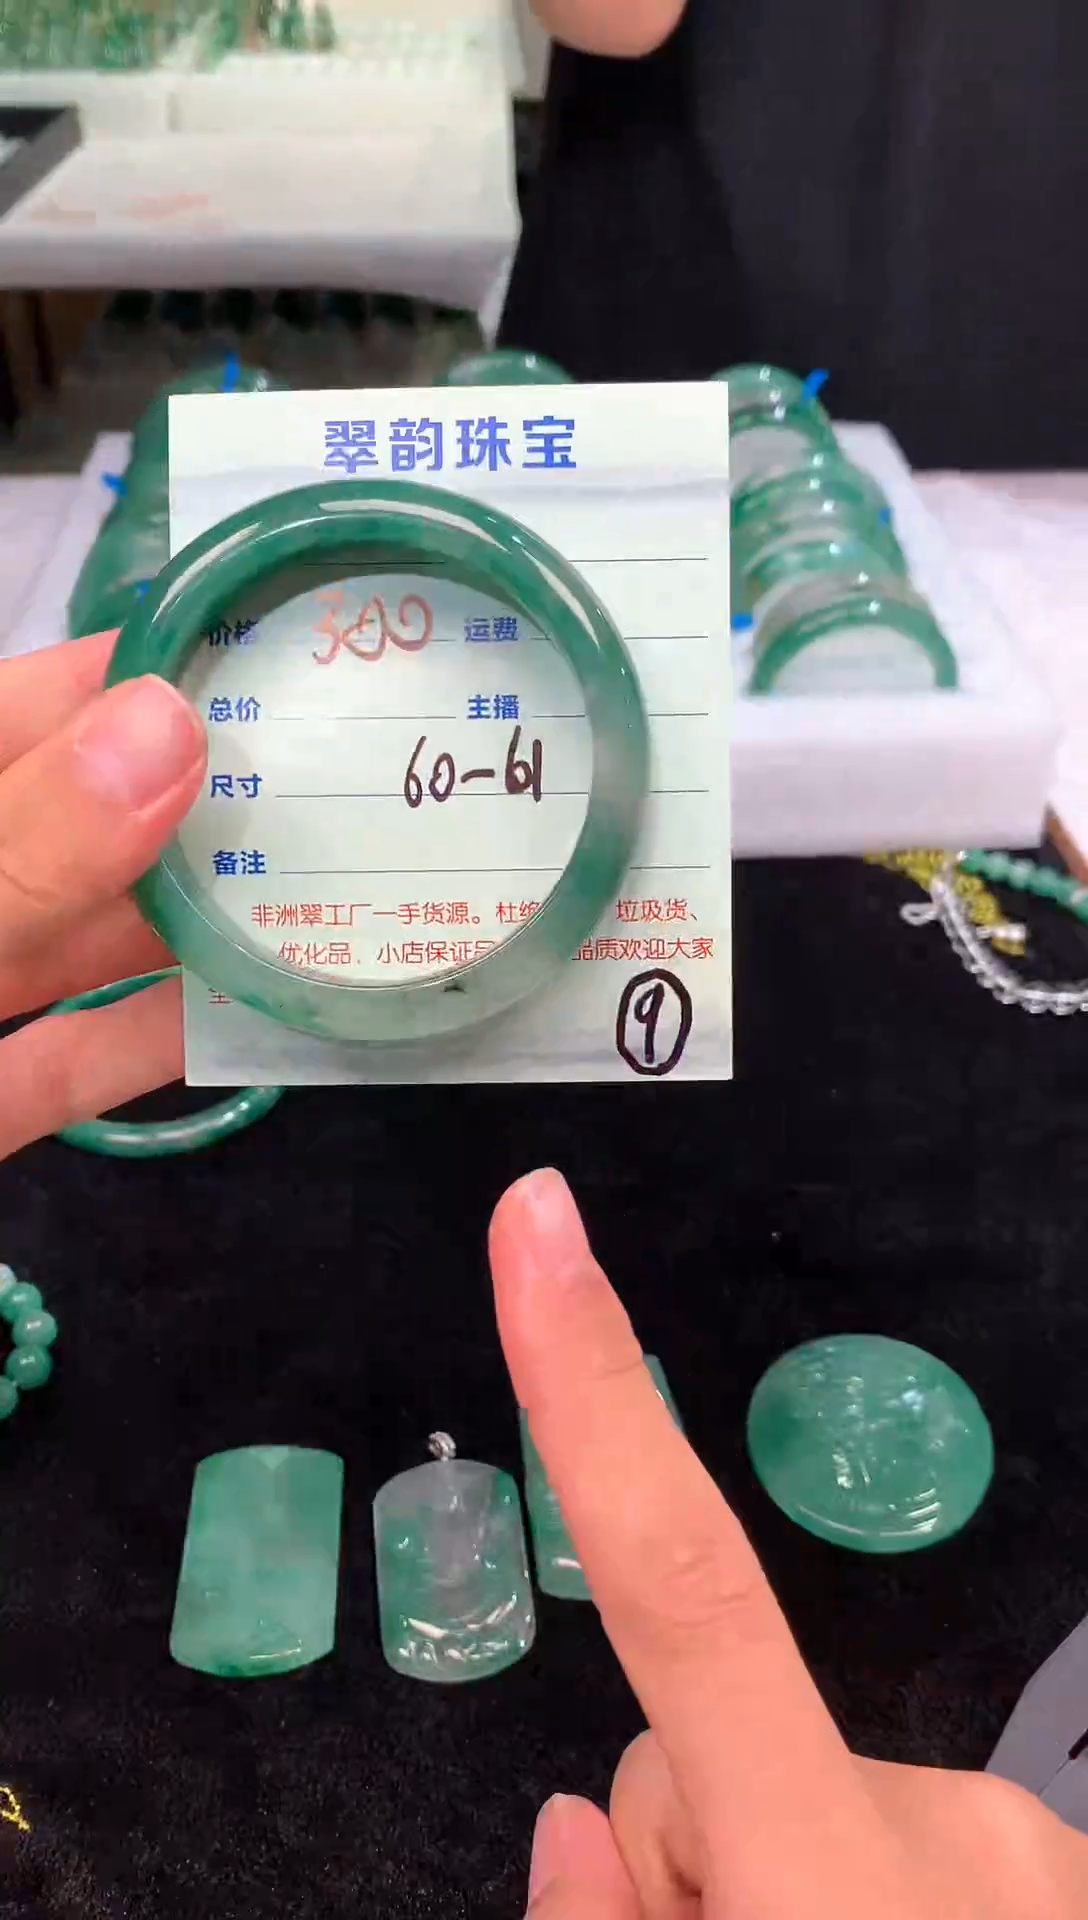 翠韵珠宝
价格 300 运费
总价 主播
尺寸 60-61
备注
非洲翠工厂一手货源。杜绝 垃圾货、
优化品、小店保证品 品质欢迎大家
⑨